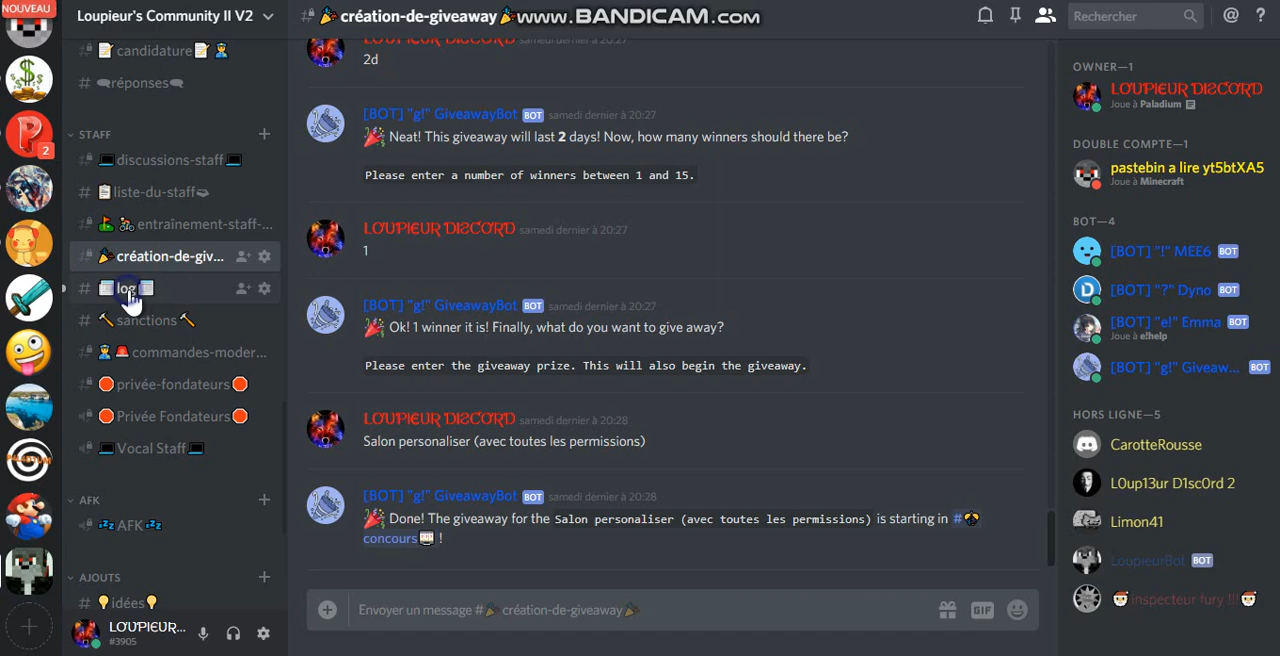 NOUVEAU
Loupieur's Community II V2
candidature
réponses
STAFF
discussions-staff
liste-du-staff
entraînement-staff-...
création-de-giv...
log
sanctions
commandes-moder...
privée-fondateurs
Privée Fondateurs
Vocal Staff
AFK
AFK
AJOUTS
idées
LOUPIEUR...
#3905
2
création-de-giveaway
www.BANDICAM.com
Rechercher
LOUPIEUR DISCORD samedi dernier à 20:27
2d
[BOT] "g!" GiveawayBot BOT samedi dernier à 20:27
Neat! This giveaway will last 2 days! Now, how many winners should there be?
Please enter a number of winners between 1 and 15.
LOUPIEUR DISCORD samedi dernier à 20:27
1
[BOT] "g!" GiveawayBot BOT samedi dernier à 20:27
Ok! 1 winner it is! Finally, what do you want to give away?
Please enter the giveaway prize. This will also begin the giveaway.
LOUPIEUR DISCORD samedi dernier à 20:28
Salon personaliser (avec toutes les permissions)
[BOT] "g!" GiveawayBot BOT samedi dernier à 20:28
Done! The giveaway for the Salon personaliser (avec toutes les permissions) is starting in #
concours !
Envoyer un message # création-de-giveaway
GIF
OWNER—1
LOUPIEUR DISCORD
Joue à Paladium
DOUBLE COMPTE—1
pastebin a lire yt5btXA5
Joue à Minecraft
BOT—4
[BOT] "!" MEE6 BOT
[BOT] "?" Dyno BOT
[BOT] "e!" Emma BOT
Joue à e!help
[BOT] "g!" Giveaw... BOT
HORS LIGNE—5
CarotteRousse
L0up13ur D1sc0rd 2
Limon41
LoupieurBot BOT
inspecteur fury !!!